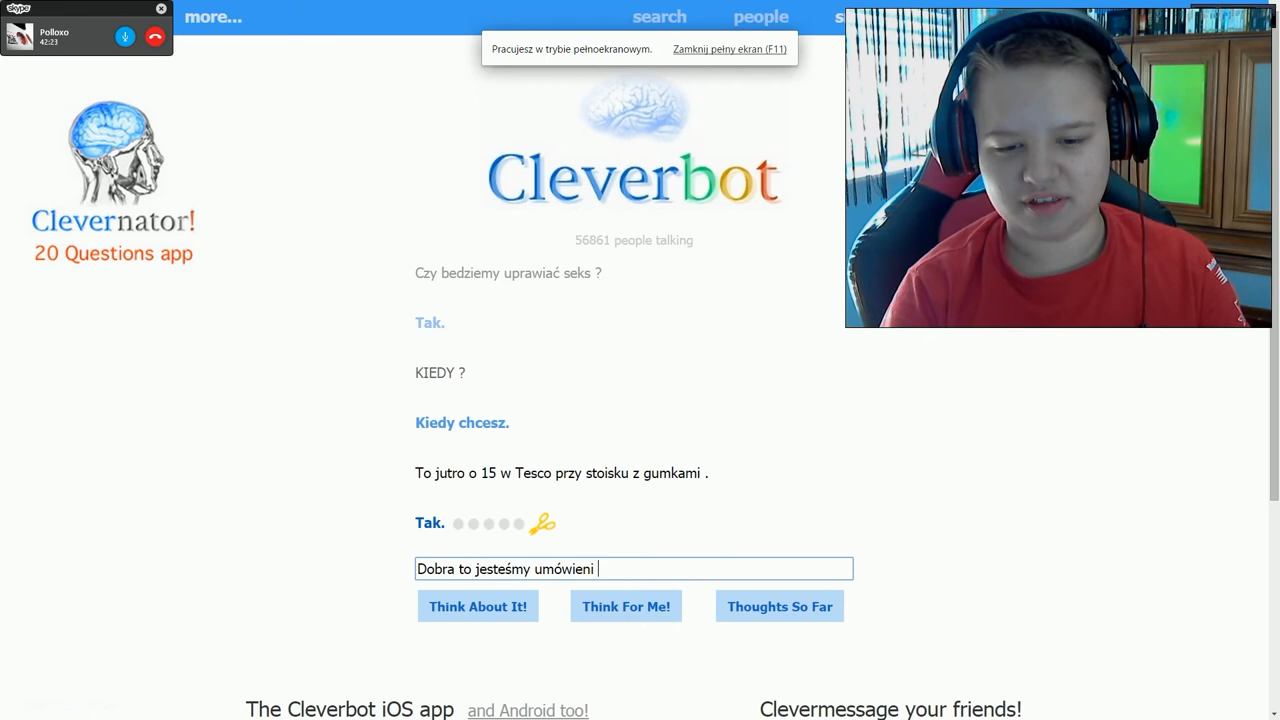 skype
Polloxo
42:23
more...
search people s
Pracujesz w trybie pełnoekranowym. Zamknij pełny ekran (F11)
Clevernator!
20 Questions app
Cleverbot
56861 people talking
Czy bedziemy uprawiać seks ?
Tak.
KIEDY ?
Kiedy chcesz.
To jutro o 15 w Tesco przy stoisku z gumkami .
Tak.
Dobra to jesteśmy umówieni
Think About It! Think For Me! Thoughts So Far
The Cleverbot iOS app and Android too! Clevermessage your friends!